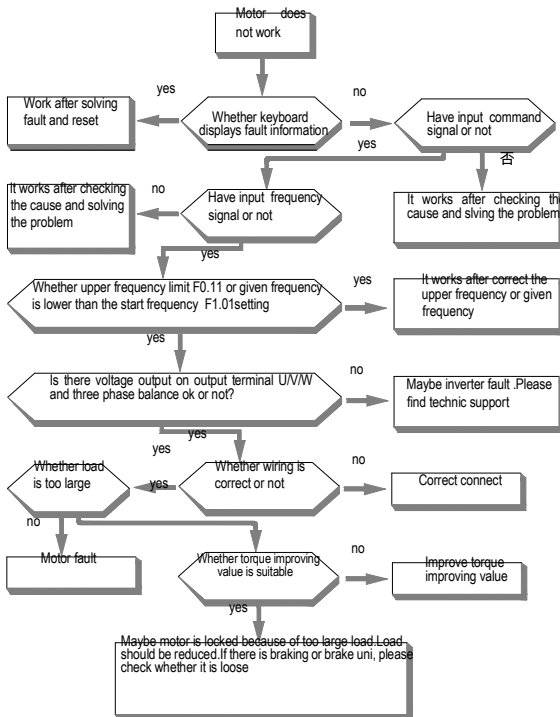 Motor does
not work
yes
no
Work after solving
fault and reset
Whether keyboard
displays fault information
Have input command
signal or not
yes
否
It works after checking
the cause and solving
the problem
no
Have input frequency
signal or not
It works after checking the
cause and slving the problem
yes
Whether upper frequency limit F0.11 or given frequency
is lower than the start frequency F1.01setting
yes
It works after correct the
upper frequency or given
frequency
yes
Is there voltage output on output terminal U/V/W
and three phase balance ok or not?
no
Maybe inverter fault .Please
find technic support
yes
yes
Whether load
is too large
yes
Whether wiring is
correct or not
no
Correct connect
no
Motor fault
Whether torque improving
value is suitable
no
Improve torque
improving value
yes
Maybe motor is locked because of too large load.Load
should be reduced.If there is braking or brake uni, please
check whether it is loose